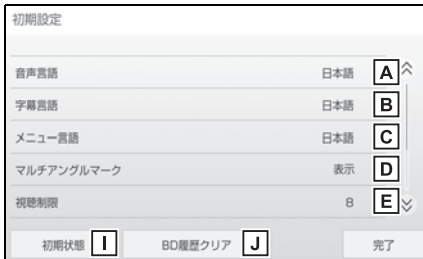 初期設定
音声言語 日本語 A
字幕言語 日本語 B
メニュー言語 日本語 C
マルチアングルマーク 表示 D
視聴制限 8 E
初期状態 I BD履歴クリア J 完了